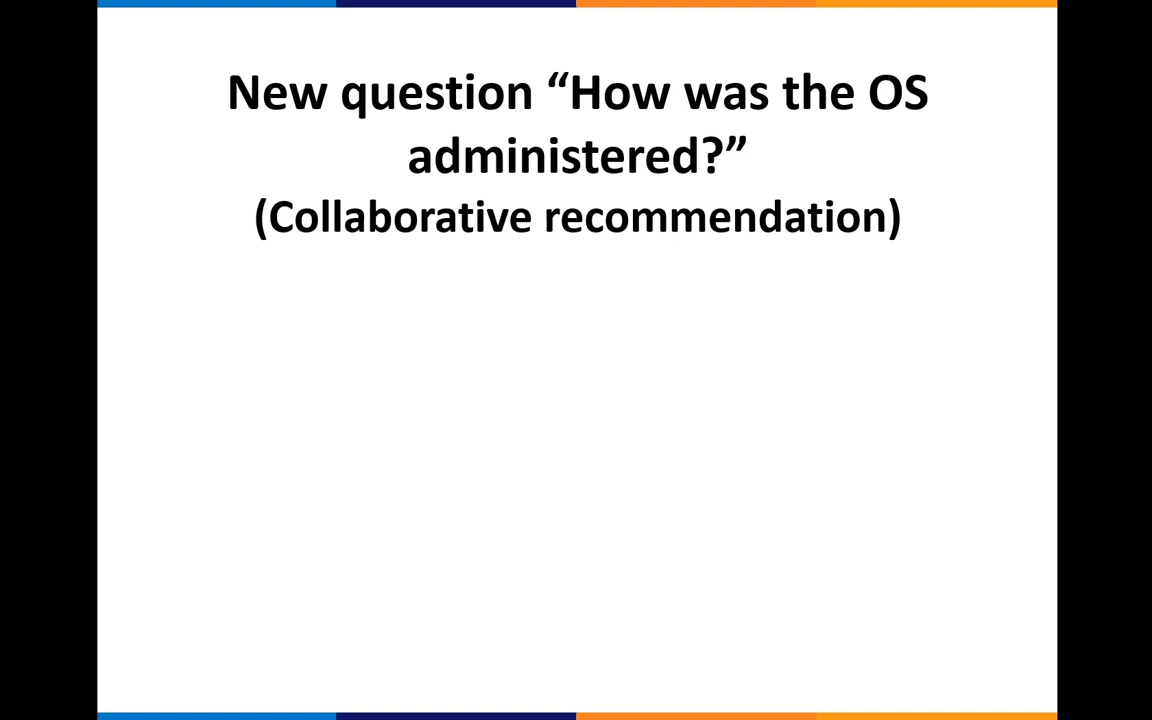 New question “How was the OS
administered?”
(Collaborative recommendation)